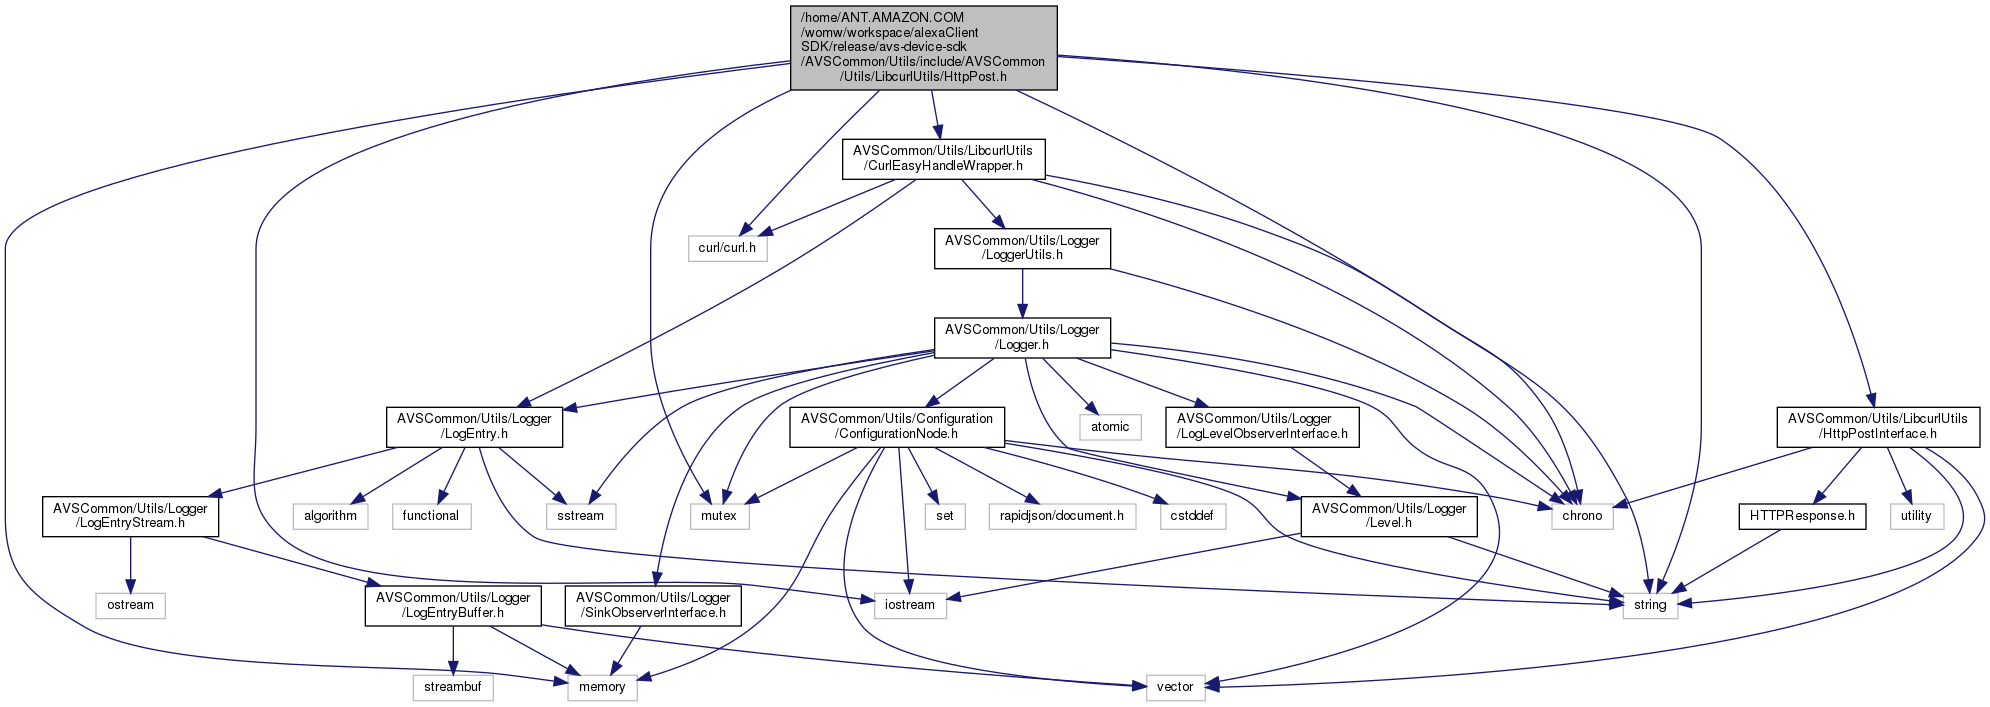 /home/ANT.AMAZON.COM
/womw/workspace/alexaClient
SDK/release/avs-device-sdk
/AVSCommon/Utils/include/AVSCommon
/Utils/LibcurlUtils/HttpPost.h
AVSCommon/Utils/LibcurlUtils
/CurlEasyHandleWrapper.h
curl/curl.h
AVSCommon/Utils/Logger
/LoggerUtils.h
AVSCommon/Utils/Logger
/Logger.h
AVSCommon/Utils/Logger
/LogEntry.h
AVSCommon/Utils/Configuration
/ConfigurationNode.h
atomic
AVSCommon/Utils/Logger
/LogLevelObserverInterface.h
AVSCommon/Utils/LibcurlUtils
/HttpPostInterface.h
AVSCommon/Utils/Logger
/LogEntryStream.h
algorithm
functional
sstream
mutex
set
rapidjson/document.h
cstddef
AVSCommon/Utils/Logger
/Level.h
chrono
HTTPResponse.h
utility
ostream
AVSCommon/Utils/Logger
/LogEntryBuffer.h
AVSCommon/Utils/Logger
/SinkObserverInterface.h
iostream
string
streambuf
memory
vector